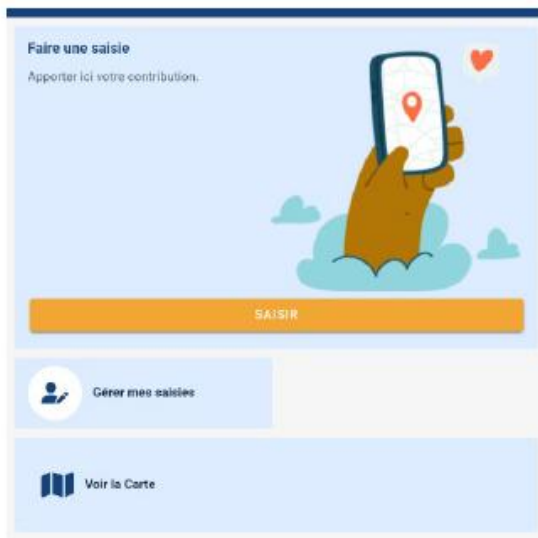 Faire une saisie
Apporter ici votre contribution.
SAISIR
Gérer mes saisies
Voir la Carte